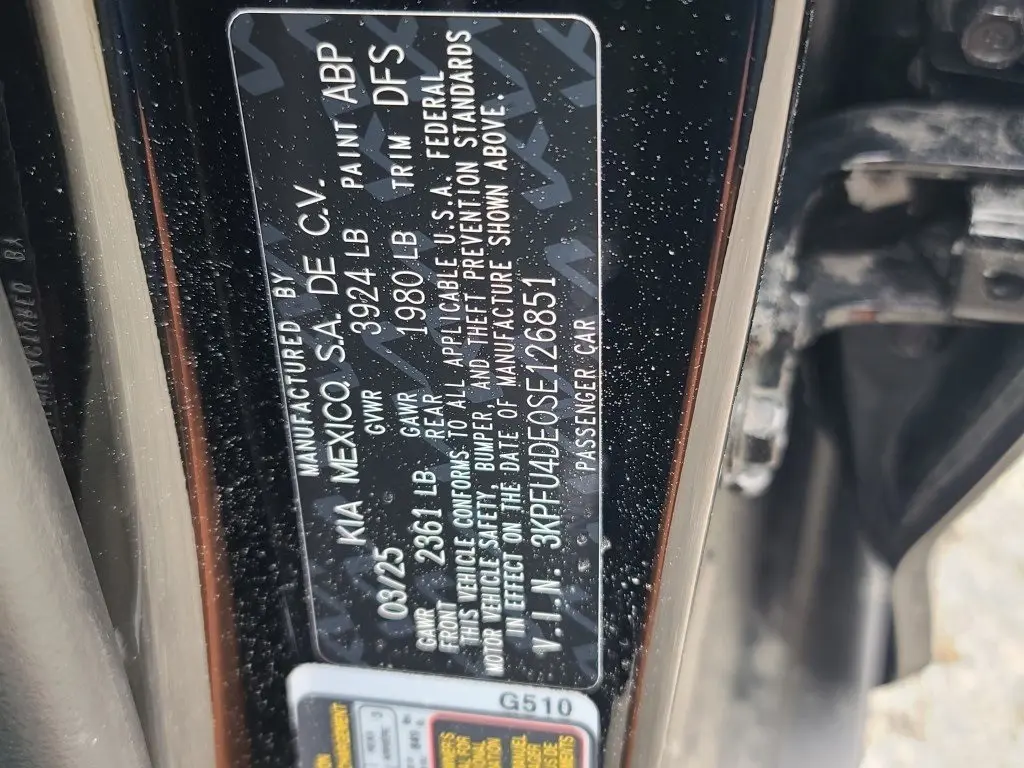 MANUFACTURED BY
KIA MEXICO, S.A. DE C.V.
03/25 GVWR 3924 LB PAINT ABP
GAWR FRONT 2361 LB GAWR REAR 1980 LB TRIM DFS
THIS VEHICLE CONFORMS TO ALL APPLICABLE U.S.A. FEDERAL
MOTOR VEHICLE SAFETY, BUMPER, AND THEFT PREVENTION STANDARDS
IN EFFECT ON THE DATE OF MANUFACTURE SHOWN ABOVE.
V.I.N. 3KPFU4DE0SE126851
PASSENGER CAR
G510